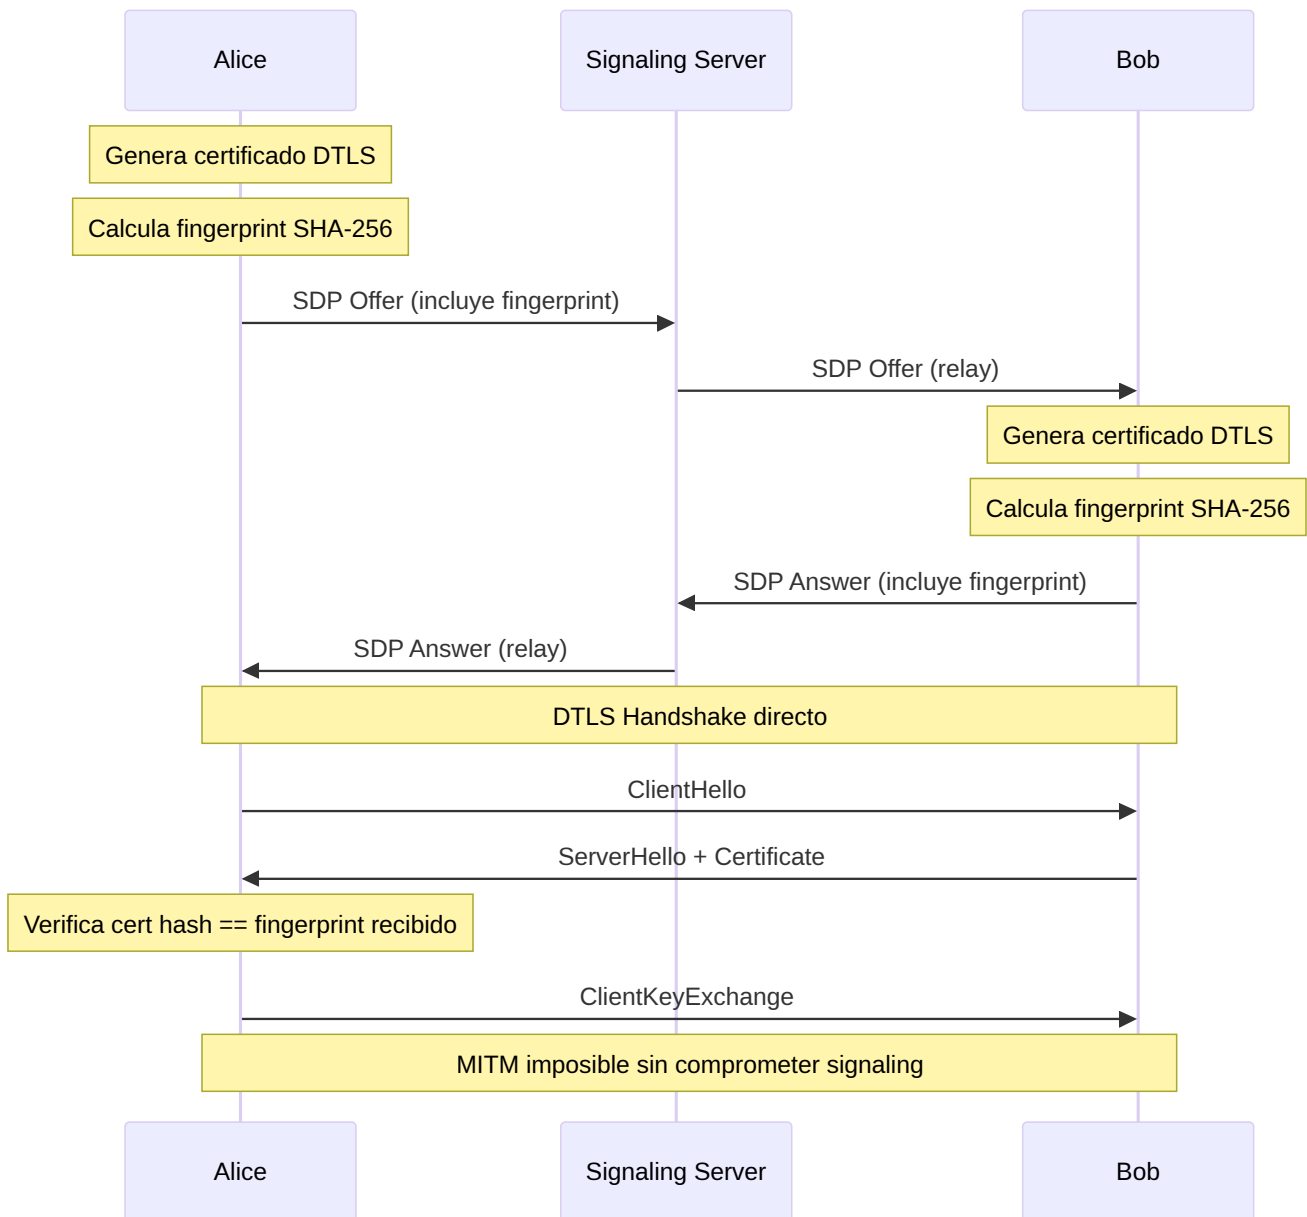 Alice
Signaling Server
Bob
Genera certificado DTLS
Calcula fingerprint SHA-256
SDP Offer (incluye fingerprint)
SDP Offer (relay)
Genera certificado DTLS
Calcula fingerprint SHA-256
SDP Answer (incluye fingerprint)
SDP Answer (relay)
DTLS Handshake directo
ClientHello
ServerHello + Certificate
Verifica cert hash == fingerprint recibido
ClientKeyExchange
MITM imposible sin comprometer signaling
Alice
Signaling Server
Bob